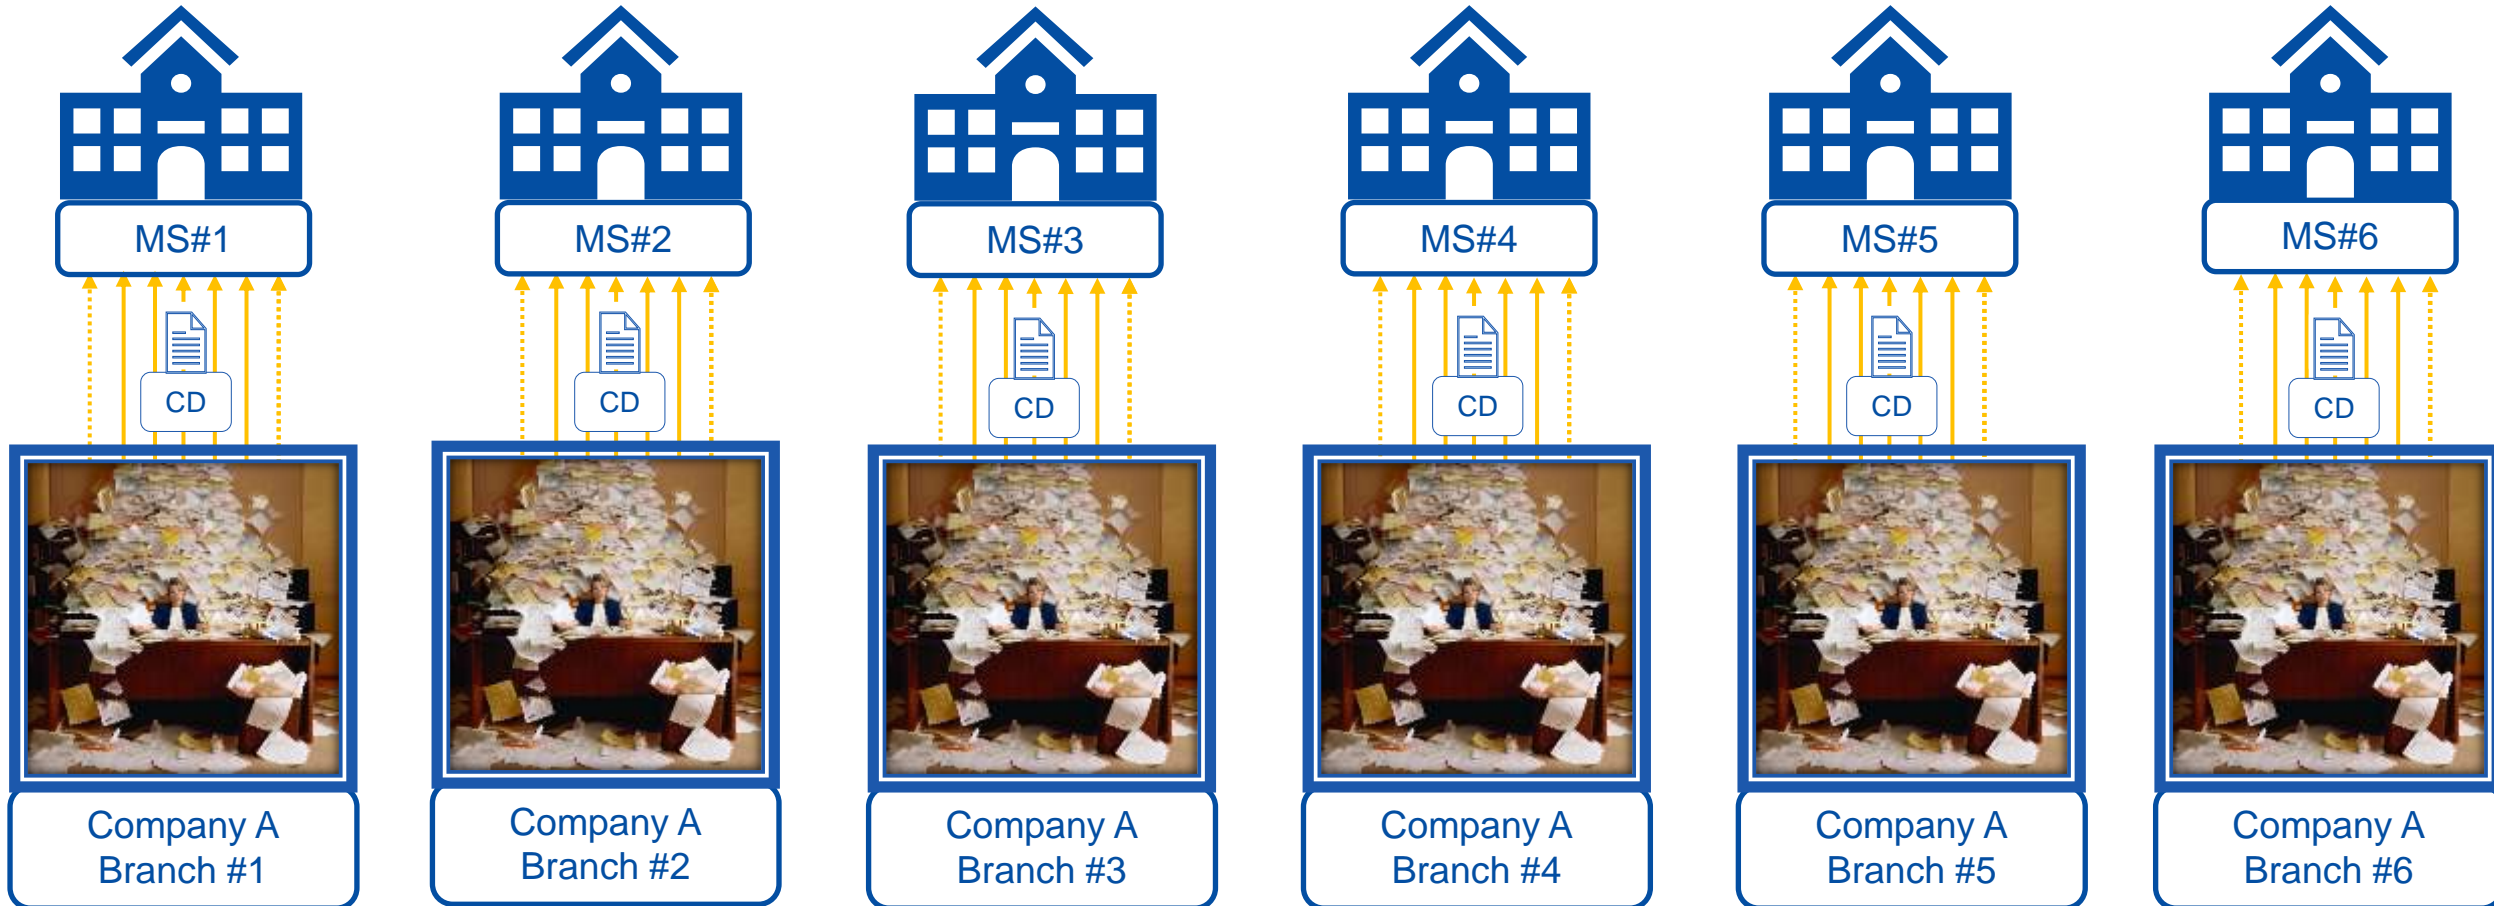 MS#1
MS#2
MS#3
MS#4
MS#5
MS#6
CD
CD
CD
CD
CD
CD
Company A
Branch #1
Company A
Branch #2
Company A
Branch #3
Company A
Branch #4
Company A
Branch #5
Company A
Branch #6